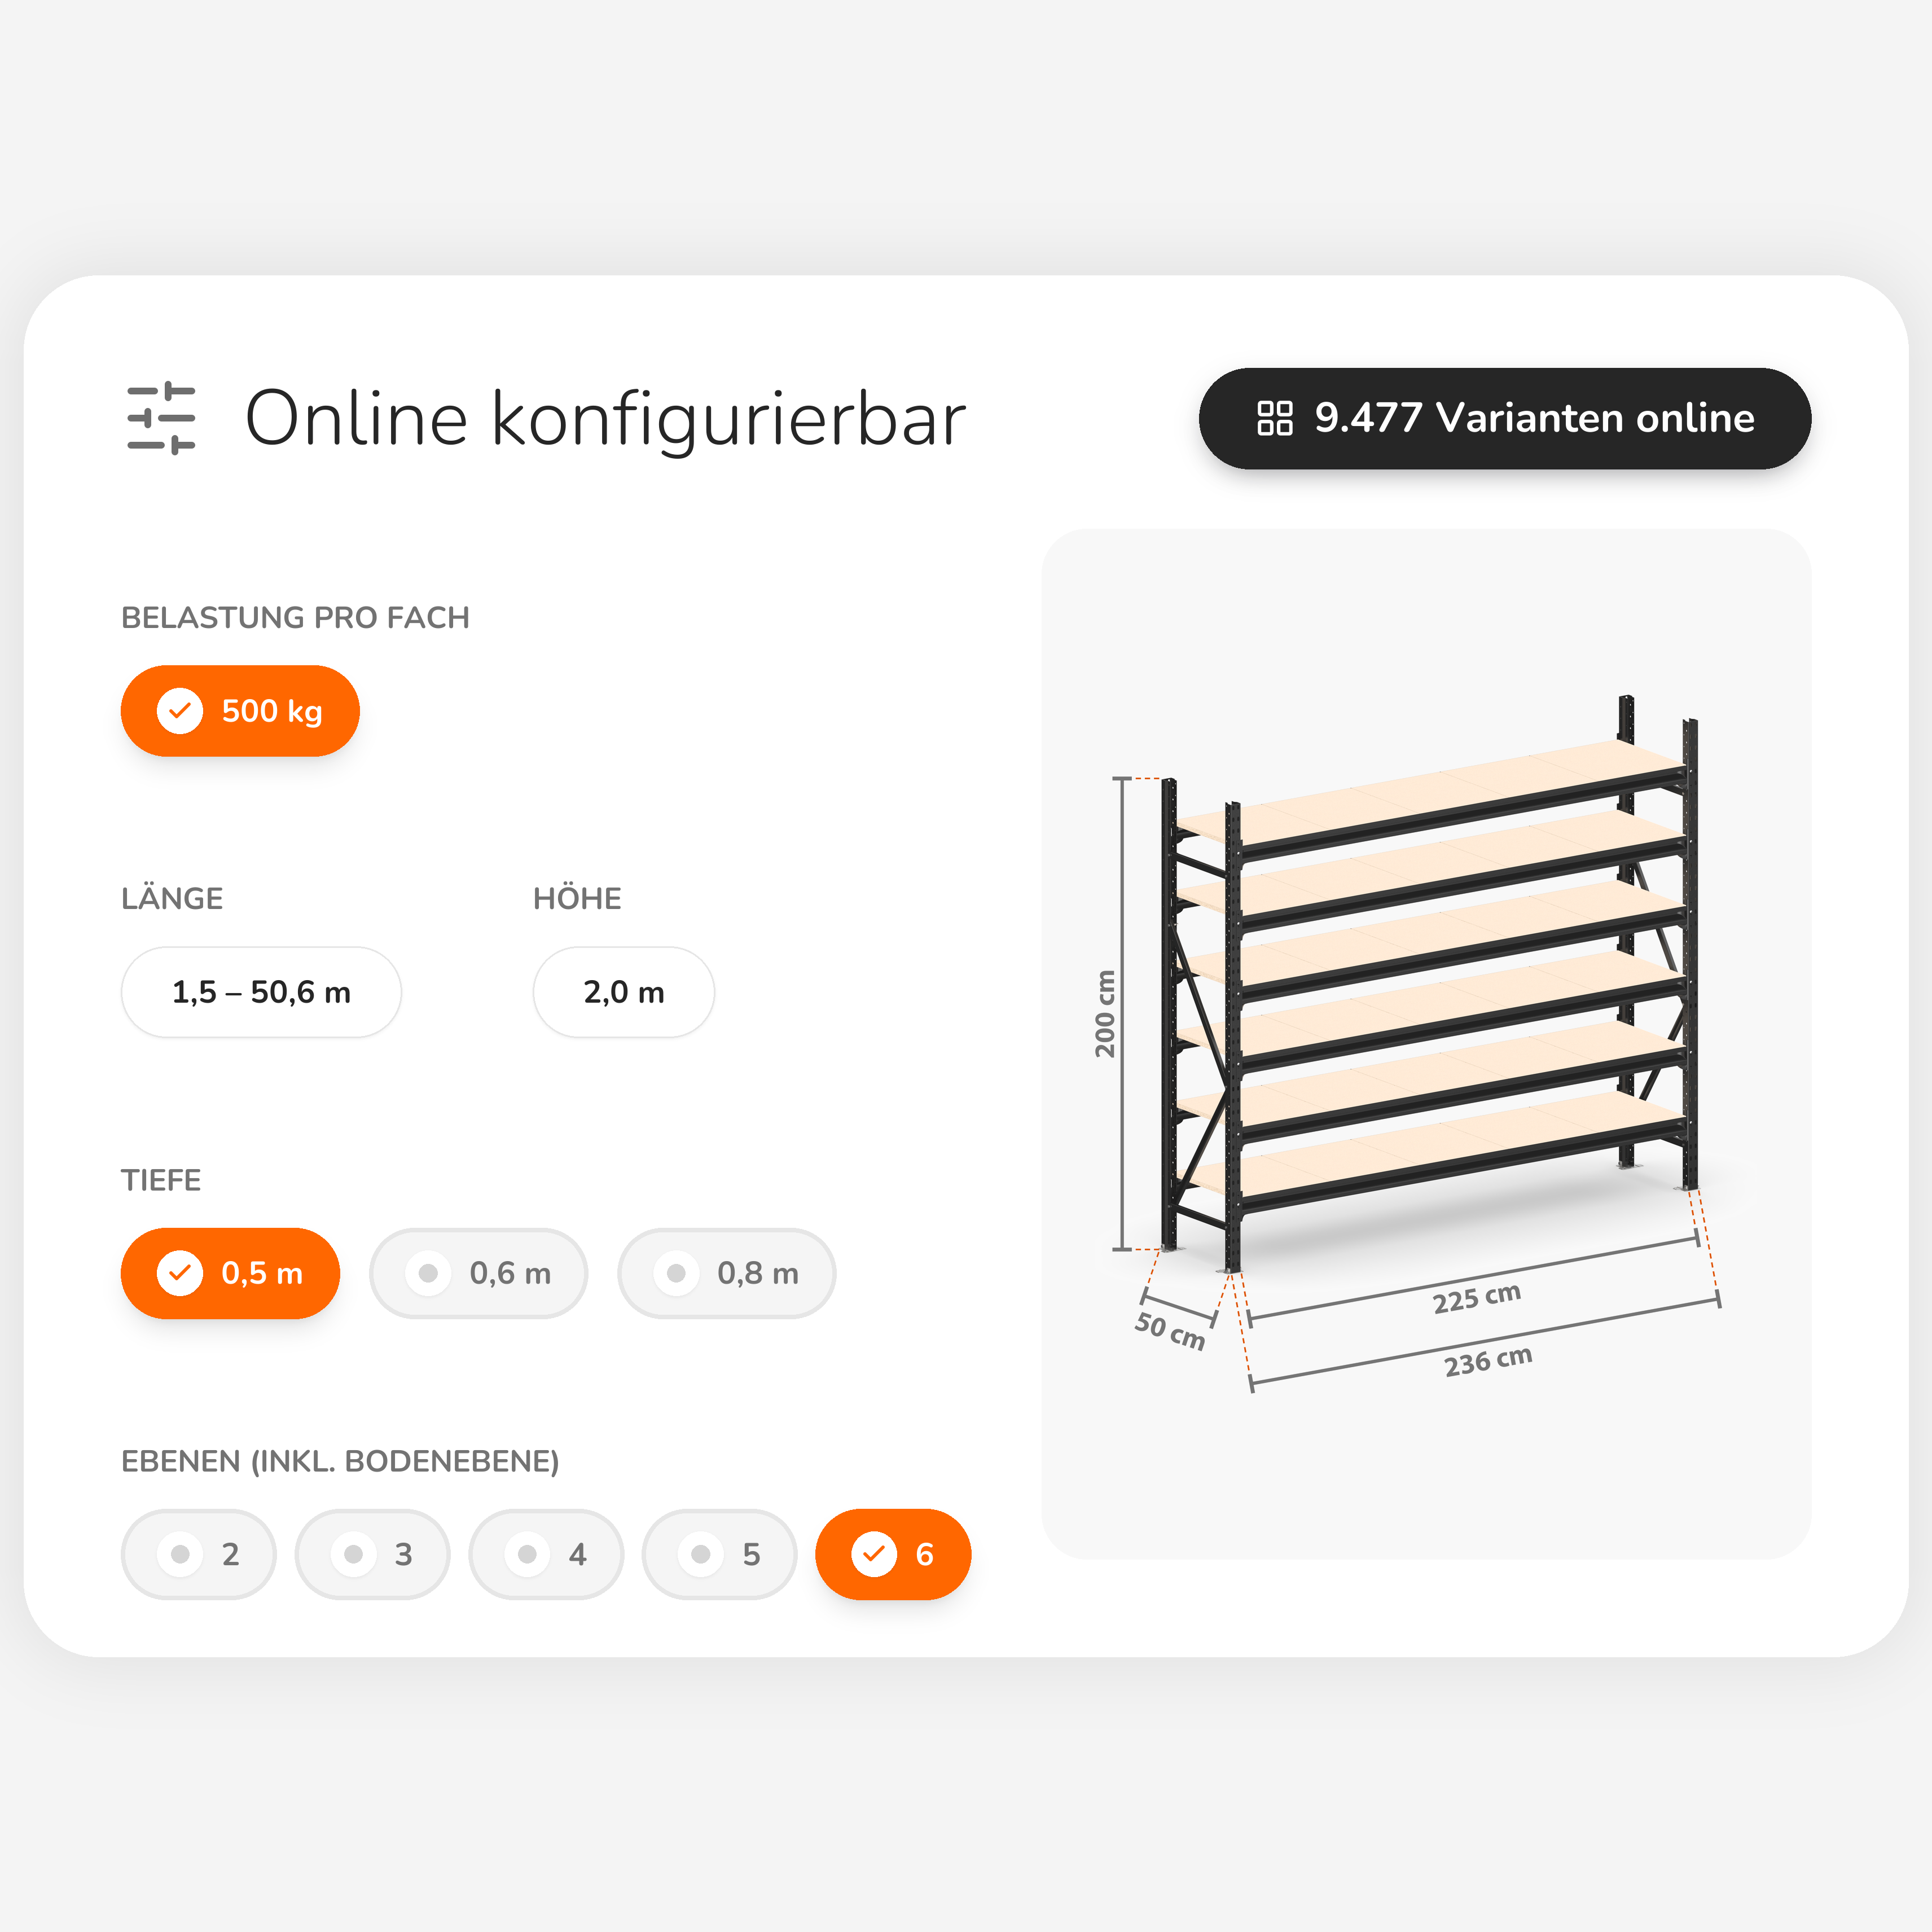 Online konfigurierbar
9.477 Varianten online
BELASTUNG PRO FACH
500 kg
LÄNGE
HÖHE
1,5 – 50,6 m
2,0 m
TIEFE
0,5 m
0,6 m
0,8 m
EBENEN (INKL. BODENEBENE)
2
3
4
5
6
200 cm
50 cm
225 cm
236 cm